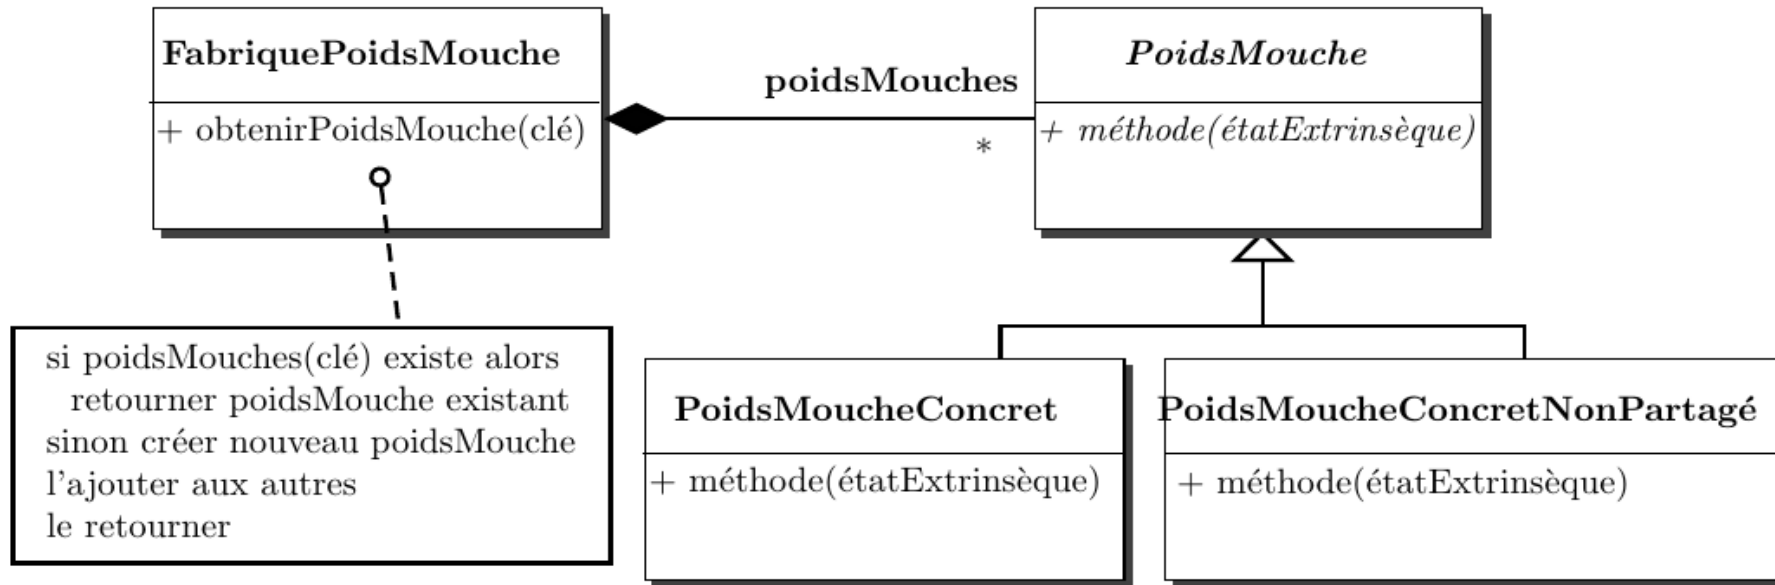 FabriquePoidsMouche
+ obtenirPoidsMouche(clé)
poidsMouches
*
PoidsMouche
+ méthode(étatExtrinsèque)
si poidsMouches(clé) existe alors
retourner poidsMouche existant
sinon créer nouveau poidsMouche
l'ajouter aux autres
le retourner
PoidsMoucheConcret
+ méthode(étatExtrinsèque)
PoidsMoucheConcretNonPartagé
+ méthode(étatExtrinsèque)